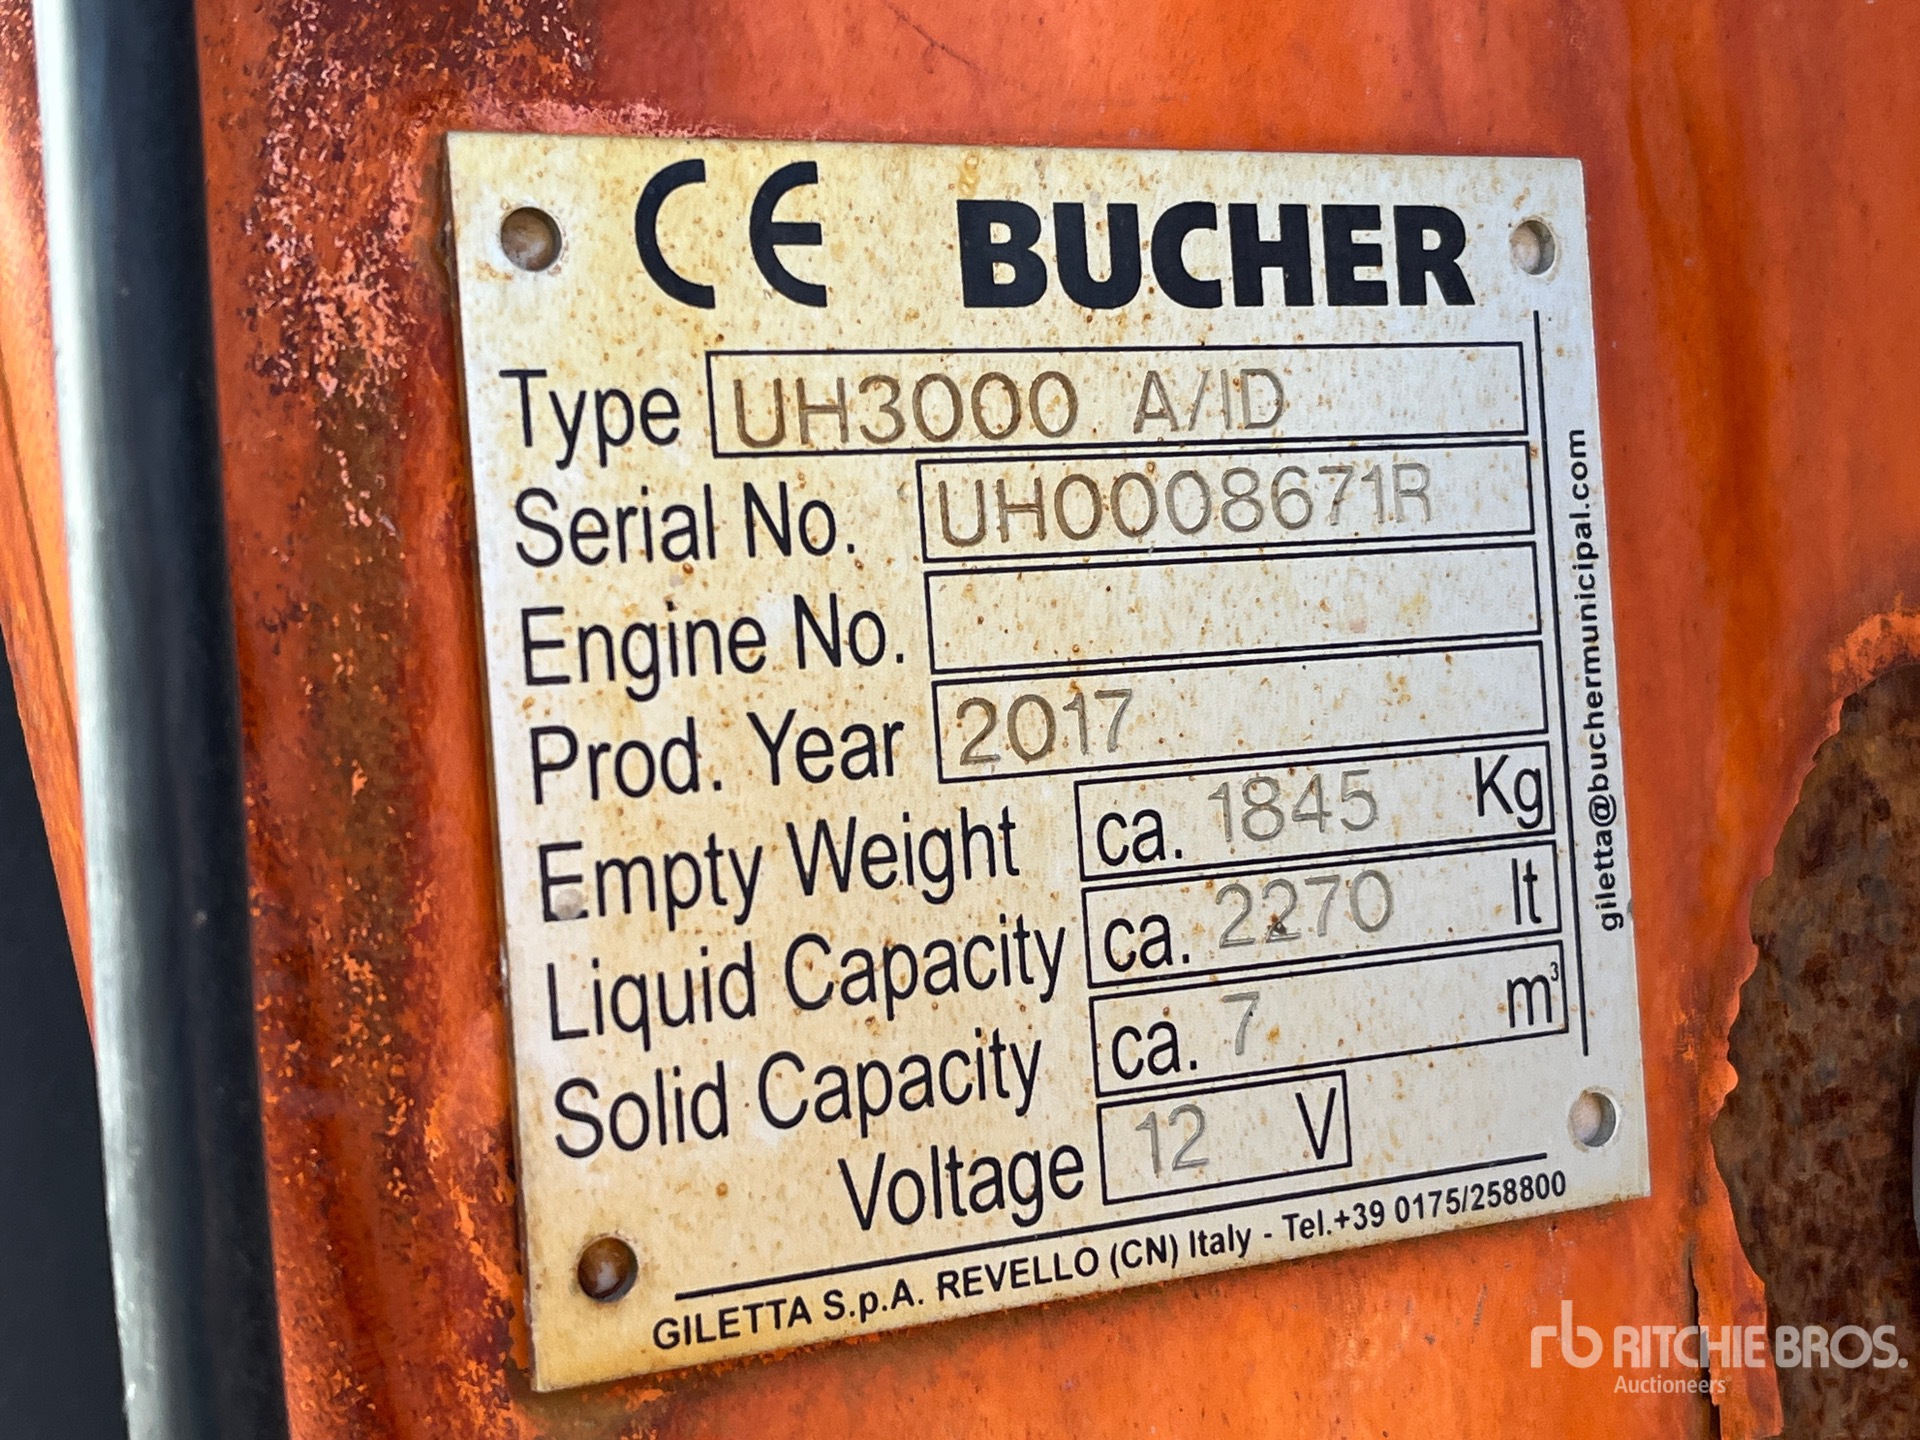 CE BUCHER
Type UH3000 A/ID
Serial No. UH0008671R
Engine No.
Prod. Year 2017
Empty Weight ca. 1845 Kg
Liquid Capacity ca. 2270 lt
Solid Capacity ca. 7 m³
Voltage 12 V
GILETTA S.p.A. REVELLO (CN) Italy - Tel.+39 0175/258800
giletta@buchermunicipal.com
rb RITCHIE BROS.
Auctioneers